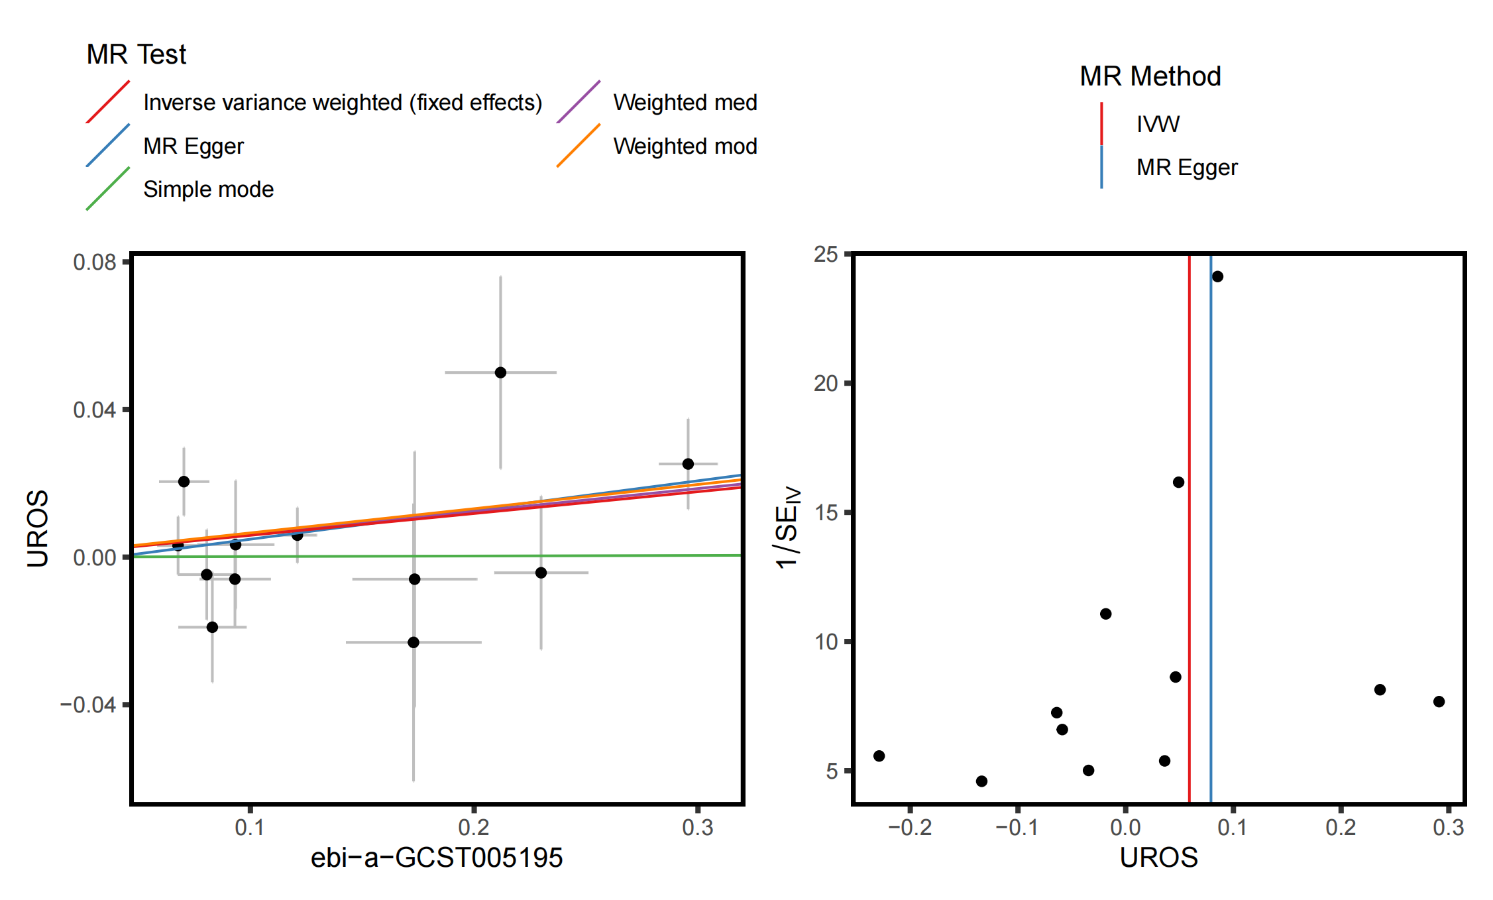 MR Test
Inverse variance weighted (fixed effects)
Weighted med
MR Egger
Weighted mod
Simple mode
0.08
0.04
0.00
−0.04
UROS
0.1
0.2
0.3
ebi−a−GCST005195
MR Method
IVW
MR Egger
25
20
15
10
5
1/SEIV
−0.2
−0.1
0.0
0.1
0.2
0.3
UROS